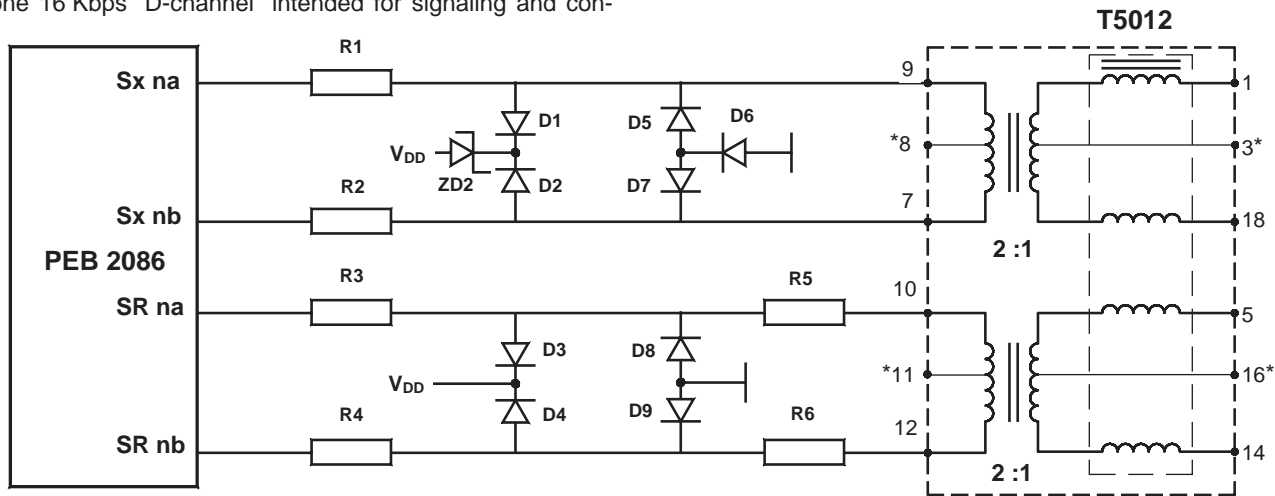 one 16 Kbps "D-channel" intended for signaling and con-
T5012
R1
Sx na
9
1
D1
D5
D6
*8
3*
VDD
ZD2
D2
D7
R2
7
Sx nb
18
2 :1
PEB 2086
R3
R5
10
SR na
5
D3
D8
*11
16*
VDD
D4
D9
R4
R6
12
SR nb
14
2 :1